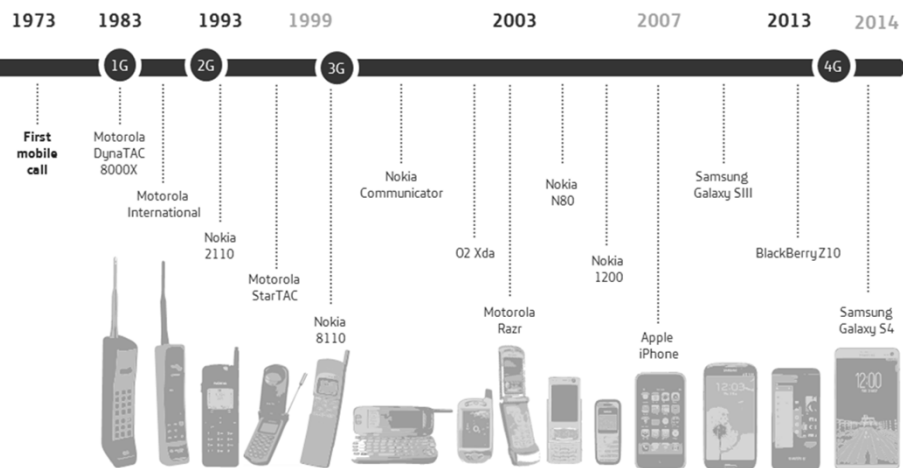 1973 1983 1993 1999 2003 2007 2013 2014
1G 2G 3G 4G
First
mobile
call
Motorola
DynaTAC
8000X
Motorola
International
Nokia
2110
Motorola
StarTAC
Nokia
8110
Nokia
Communicator
O2 Xda
Motorola
Razr
Nokia
N80
Nokia
1200
Apple
iPhone
Samsung
Galaxy SIII
BlackBerry Z10
Samsung
Galaxy S4
12:03
12:00